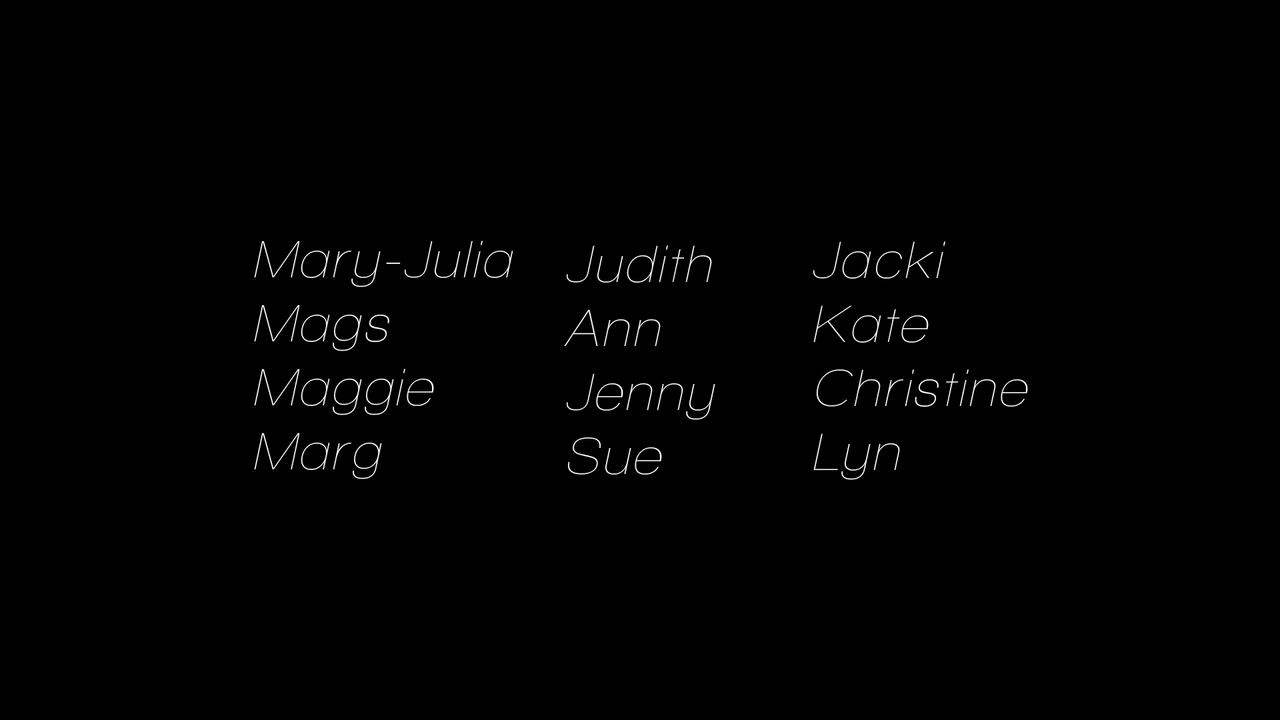 Mary-Julia
Mags
Maggie
Marg
Judith
Ann
Jenny
Sue
Jacki
Kate
Christine
Lyn